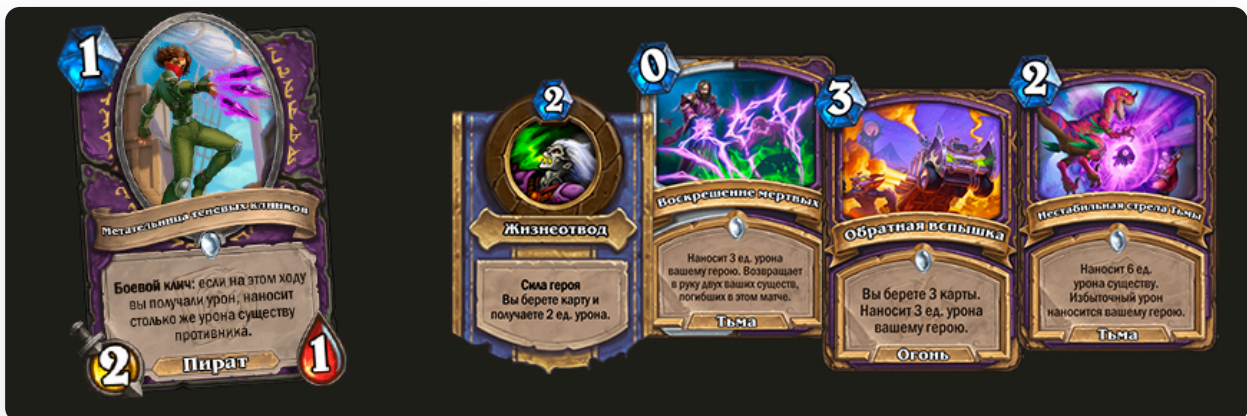 1
Метательница теневых клинков
Боевой клич: если на этом ходу
вы получали урон, наносит
столько же урона существу
противника.
2
Пират
1
2
Жизнеотвод
Сила героя
Вы берете карту и
получаете 2 ед. урона.
0
Воскрешение мертвых
Наносит 3 ед. урона
вашему герою. Возвращает
в руку двух ваших существ,
погибших в этом матче.
Тьма
3
Обратная вспышка
Вы берете 3 карты.
Наносит 3 ед. урона
вашему герою.
Огонь
2
Нестабильная стрела Тьмы
Наносит 6 ед.
урона существу.
Избыточный урон
наносится вашему герою.
Тьма